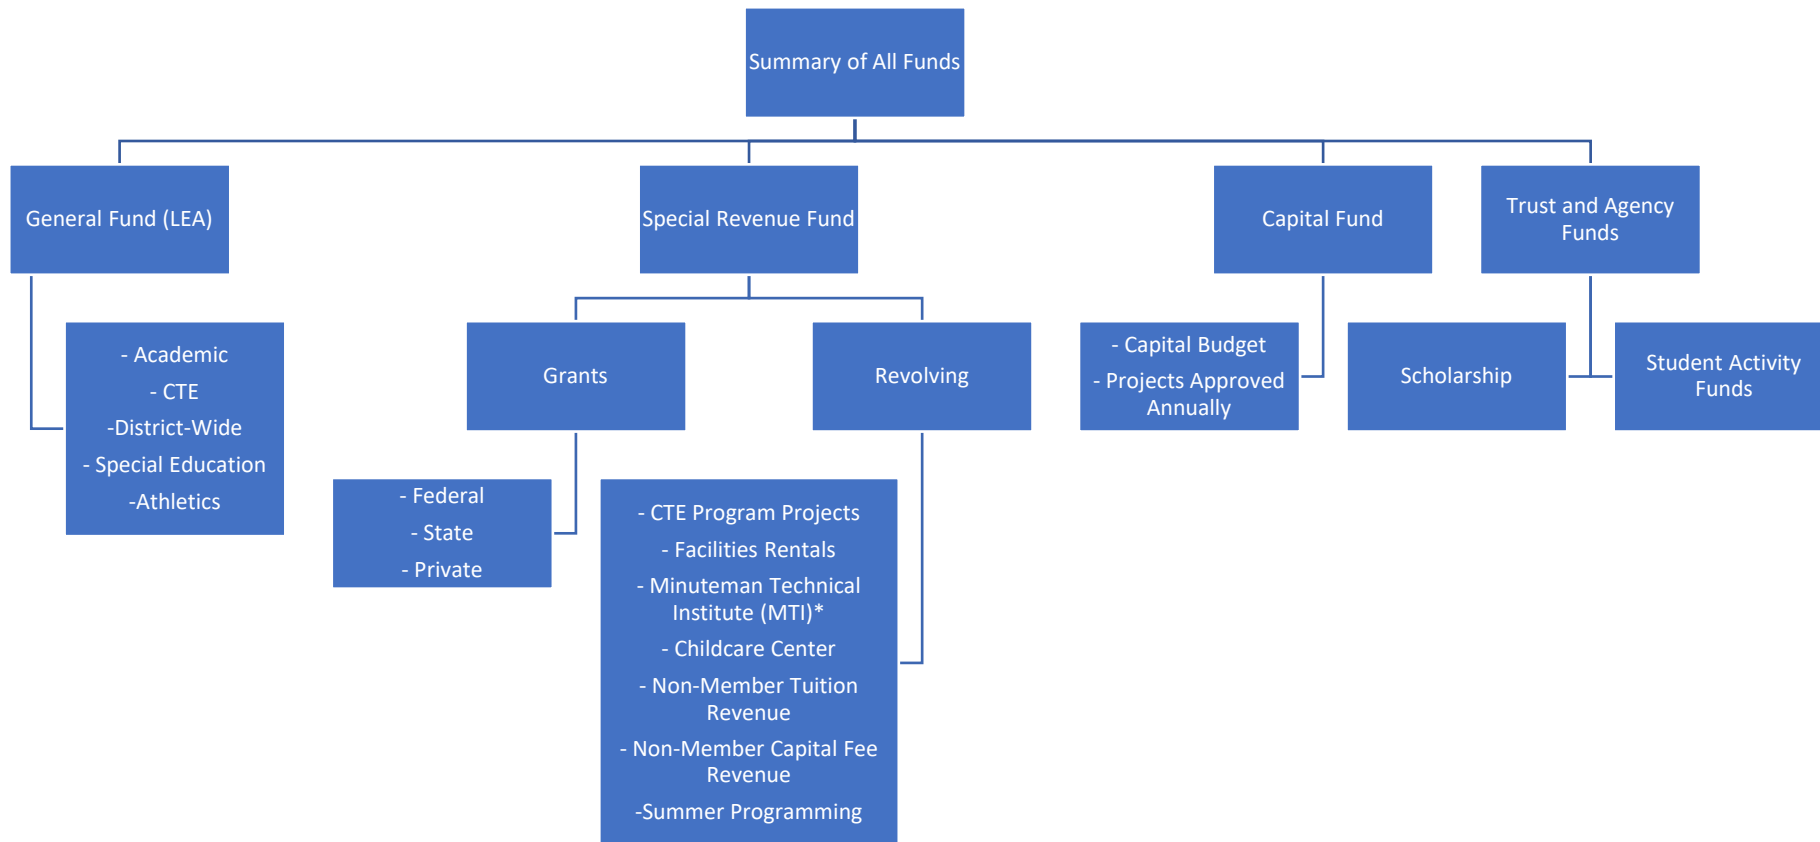 Summary of All Funds
General Fund (LEA)
Special Revenue Fund
Capital Fund
Trust and Agency
Funds
- Academic
- CTE
-District-Wide
- Special Education
-Athletics
Grants
Revolving
- Capital Budget
- Projects Approved
Annually
Scholarship
Student Activity
Funds
- Federal
- State
- Private
- CTE Program Projects
- Facilities Rentals
- Minuteman Technical
Institute (MTI)*
- Childcare Center
- Non-Member Tuition
Revenue
- Non-Member Capital Fee
Revenue
-Summer Programming